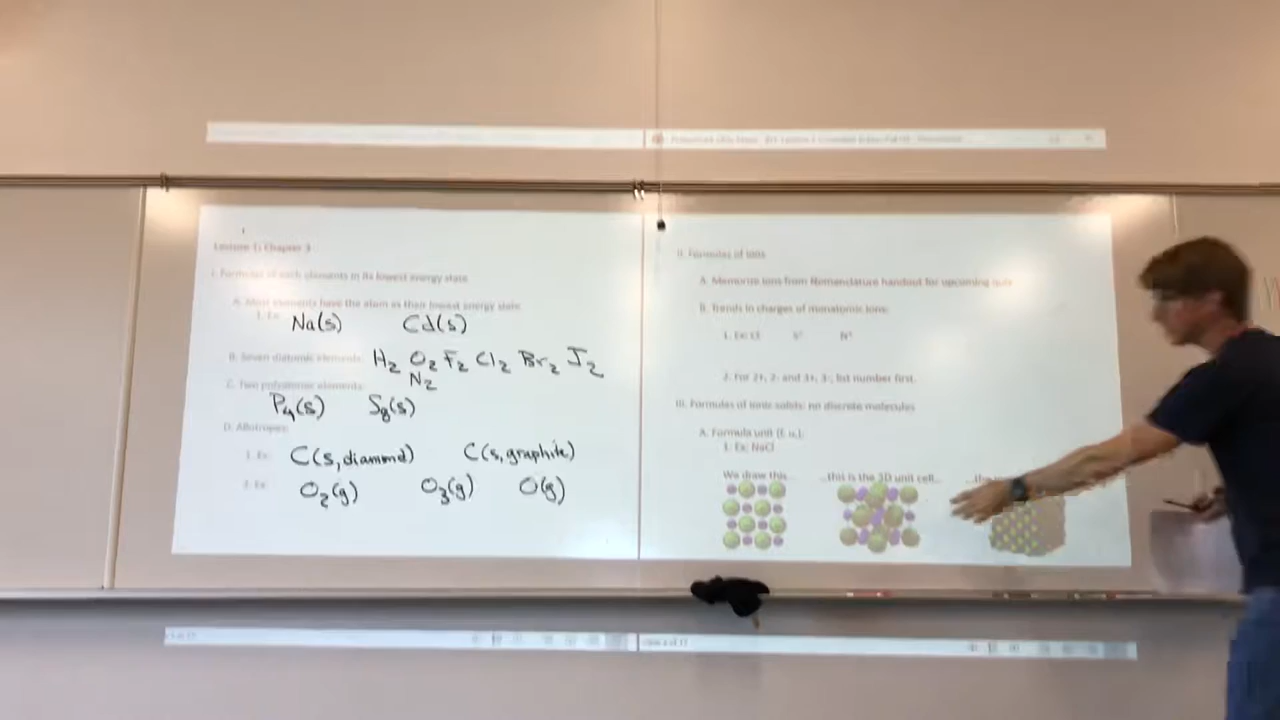 Lecture 1: Chapter 3
I. Formulas of each elements in its lowest energy state
A. Most elements have the atom as than lowest energy state
1. Ex:
Na(s) Cd(s)
B. Seven diatomic elements: H2 O2 F2 Cl2 Br2 I2
N2
C. Two polyatomic elements:
P4(s) S8(s)
D. Allotropes:
1. Ex: C(s, diamond) C(s, graphite)
2. Ex: O2(g) O3(g) O(g)
II. Formulas of Ions
A. Memorize ions from Nomenclature handout for upcoming quiz
B. Trends in charges of monatomic ions:
1. Ex:
2. For 2+, 2- and 3+, 3-, list number first.
III. Formulas of ionic solids: no discrete molecules
A. Formula unit (f. u.):
1. Ex: NaCl
We draw this... ...this is the 3D unit cell... ...the